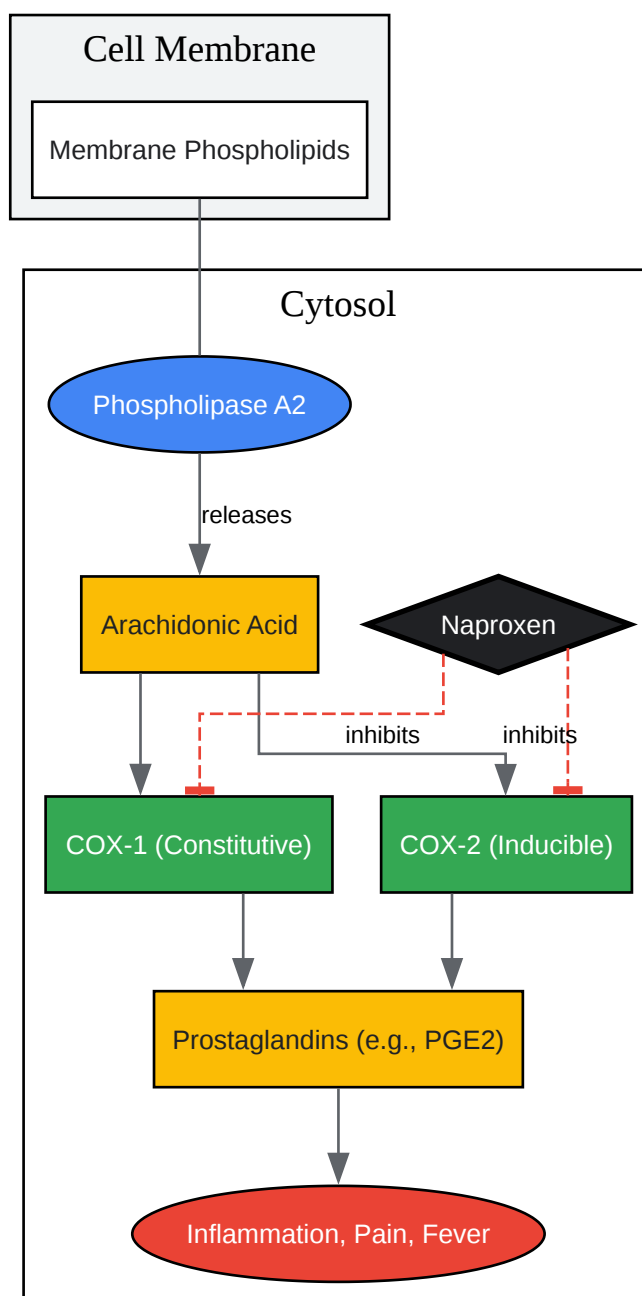 Cell Membrane
Membrane Phospholipids
Cytosol
Phospholipase A2
releases
Arachidonic Acid
Naproxen
inhibits
inhibits
COX-1 (Constitutive)
COX-2 (Inducible)
Prostaglandins (e.g., PGE2)
Inflammation, Pain, Fever